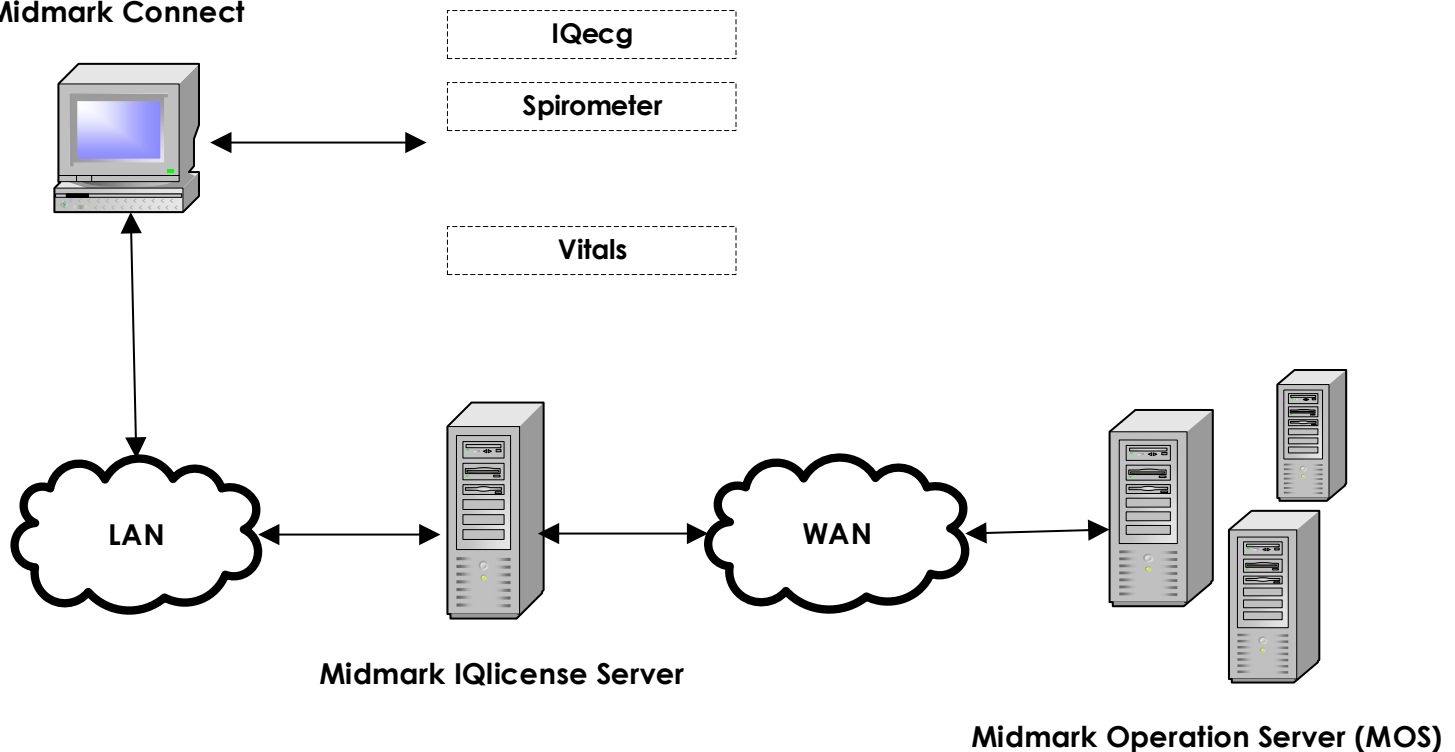 Midmark Connect
IQecg
Spirometer
Vitals
LAN
WAN
Midmark IQlicense Server
Midmark Operation Server (MOS)